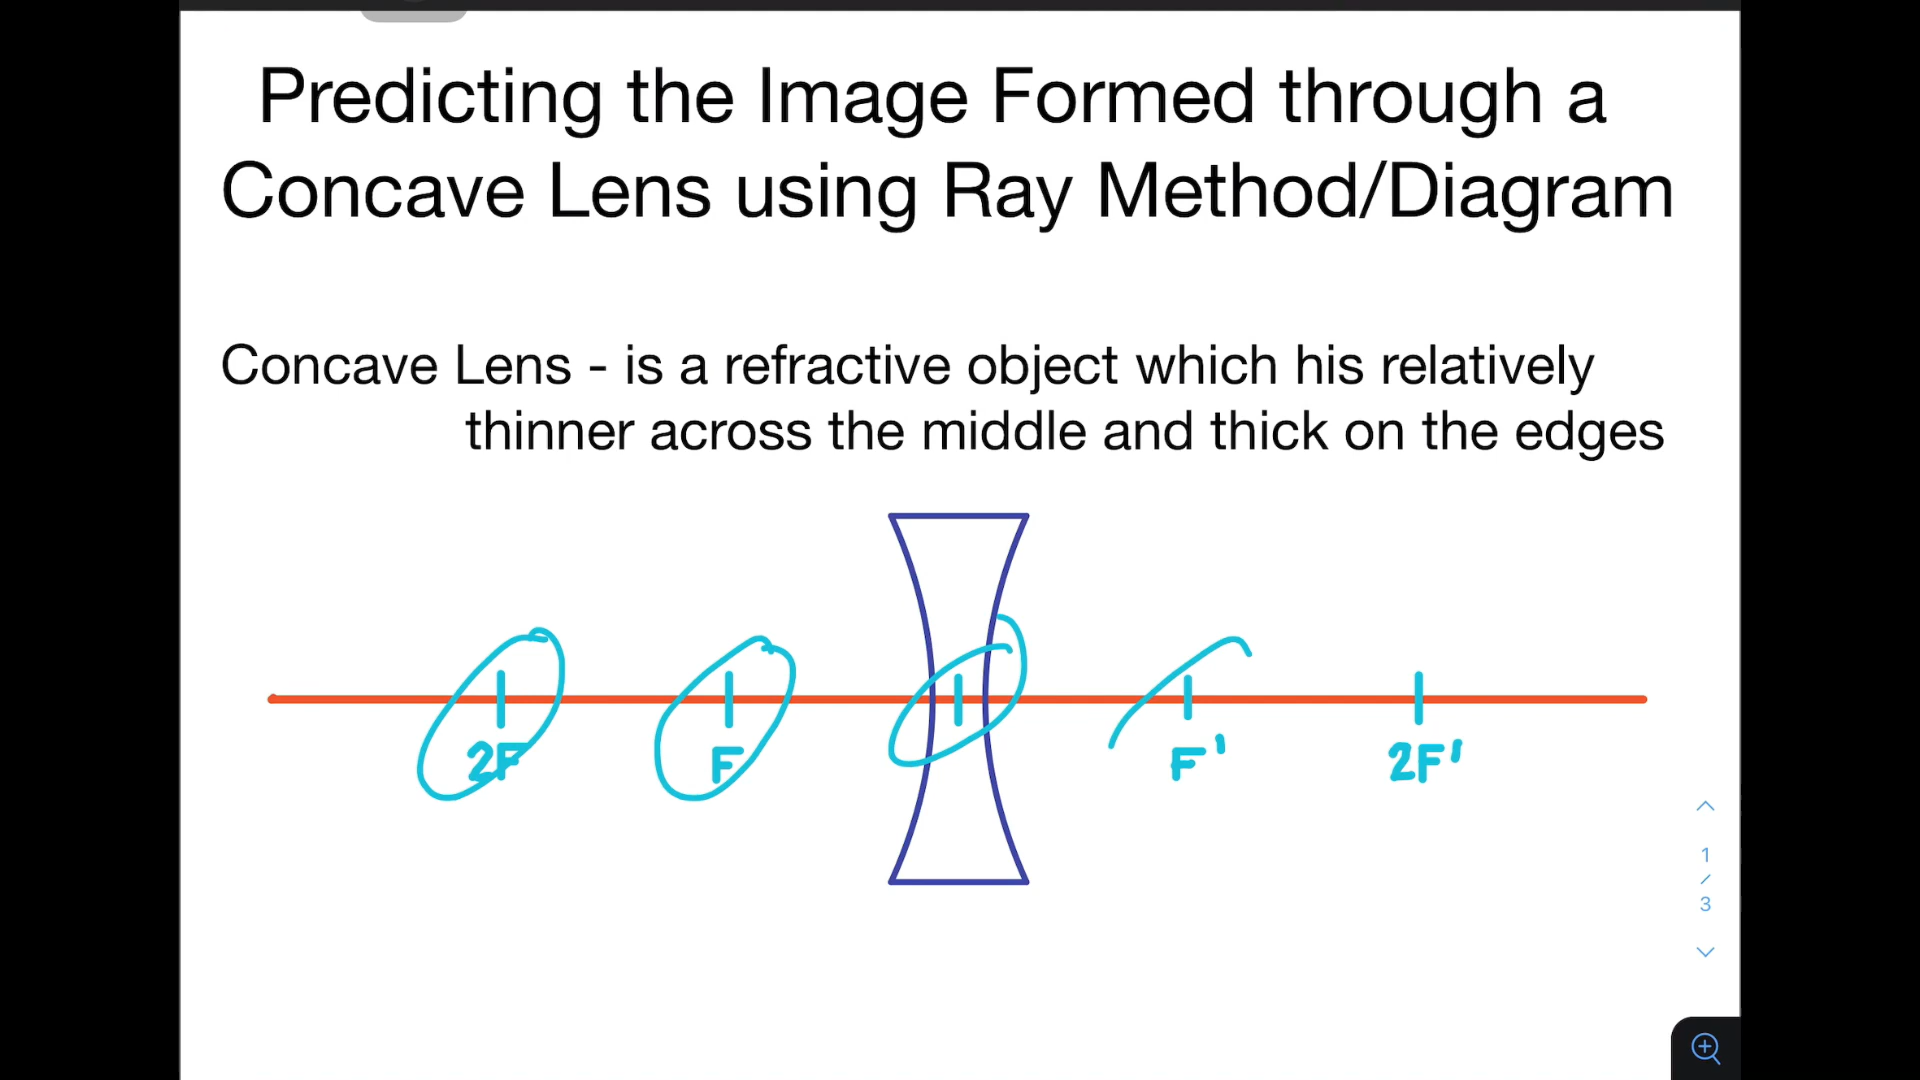 Predicting the Image Formed through a
Concave Lens using Ray Method/Diagram
Concave Lens - is a refractive object which his relatively
thinner across the middle and thick on the edges
2F F F' 2F'
1
/
3